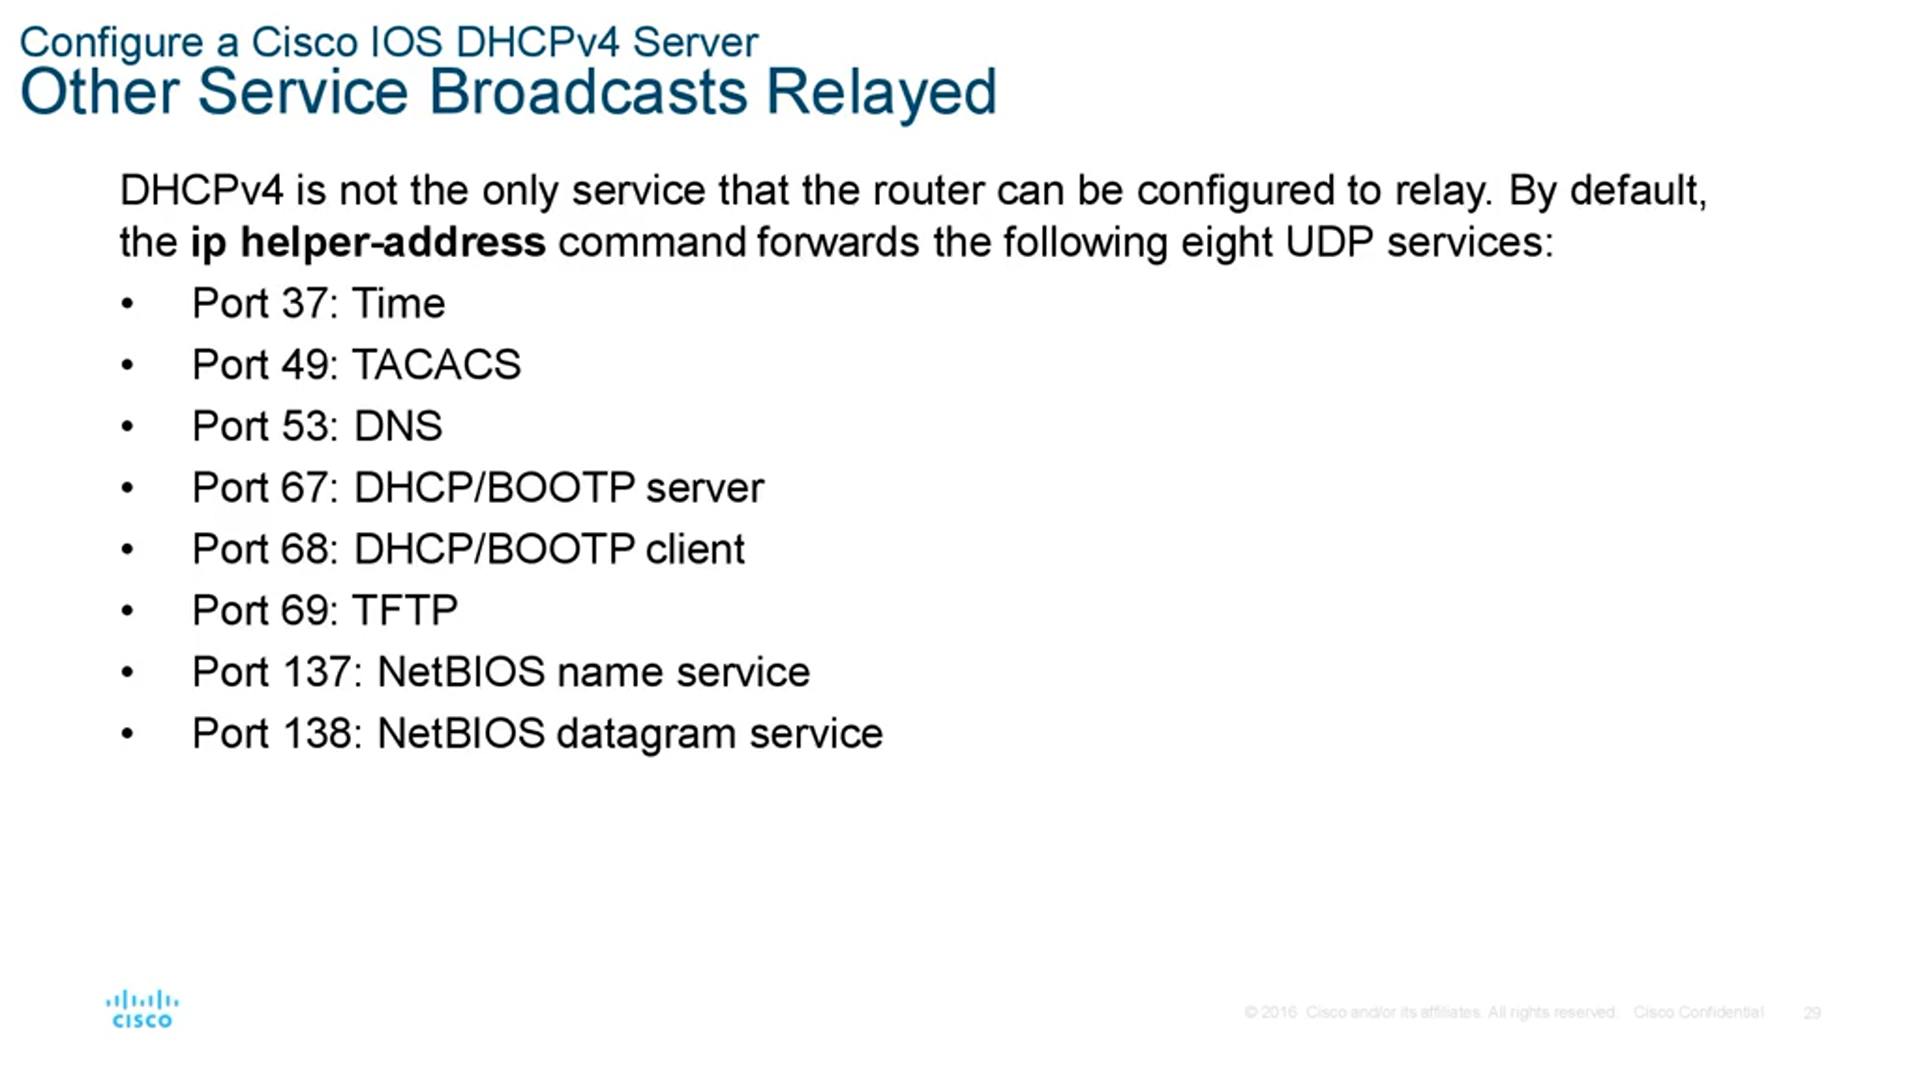 Configure a Cisco IOS DHCPv4 Server
Other Service Broadcasts Relayed
DHCPv4 is not the only service that the router can be configured to relay. By default,
the ip helper-address command forwards the following eight UDP services:
• Port 37: Time
• Port 49: TACACS
• Port 53: DNS
• Port 67: DHCP/BOOTP server
• Port 68: DHCP/BOOTP client
• Port 69: TFTP
• Port 137: NetBIOS name service
• Port 138: NetBIOS datagram service
CISCO
© 2016 Cisco and/or its affiliates. All rights reserved. Cisco Confidential 29